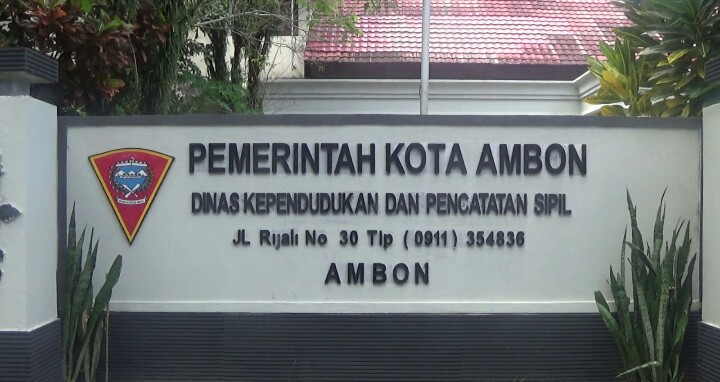 PEMERINTAH KOTA AMBON
DINAS KEPENDUDUKAN DAN PENCATATAN SIPIL
JL Rijali No 30 Tlp ( 0911 ) 354836
AMBON